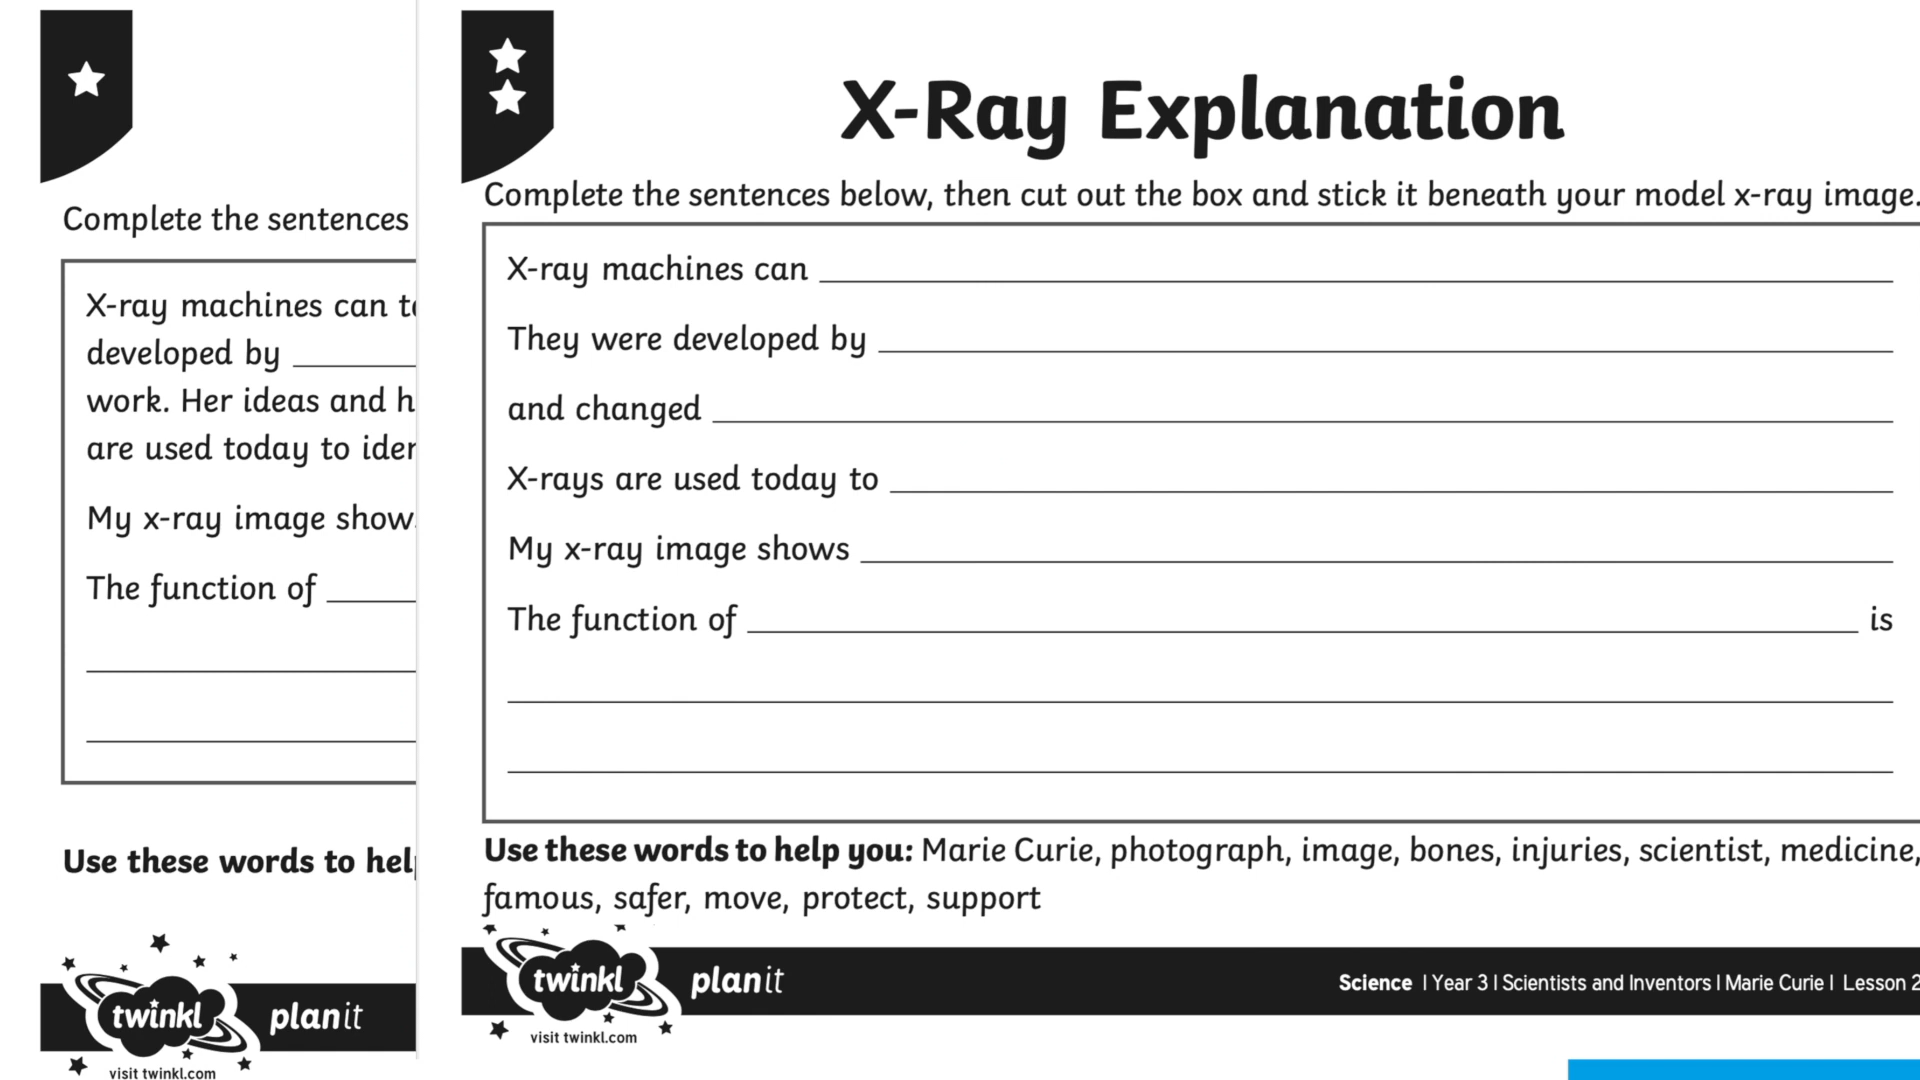 Complete the sentences
X-ray machines can
developed by
work. Her ideas and
are used today to
My x-ray image
The function of
Use these words to
twinkl
planit
visit twinkl.com
X-Ray Explanation
Complete the sentences below, then cut out the box and stick it beneath your model x-ray image.
X-ray machines can
They were developed by
and changed
X-rays are used today to
My x-ray image shows
The function of is
Use these words to help you: Marie Curie, photograph, image, bones, injuries, scientist, medicine,
famous, safer, move, protect, support
twinkl
planit
Science | Year 3 | Scientists and Inventors | Marie Curie | Lesson 2
visit twinkl.com